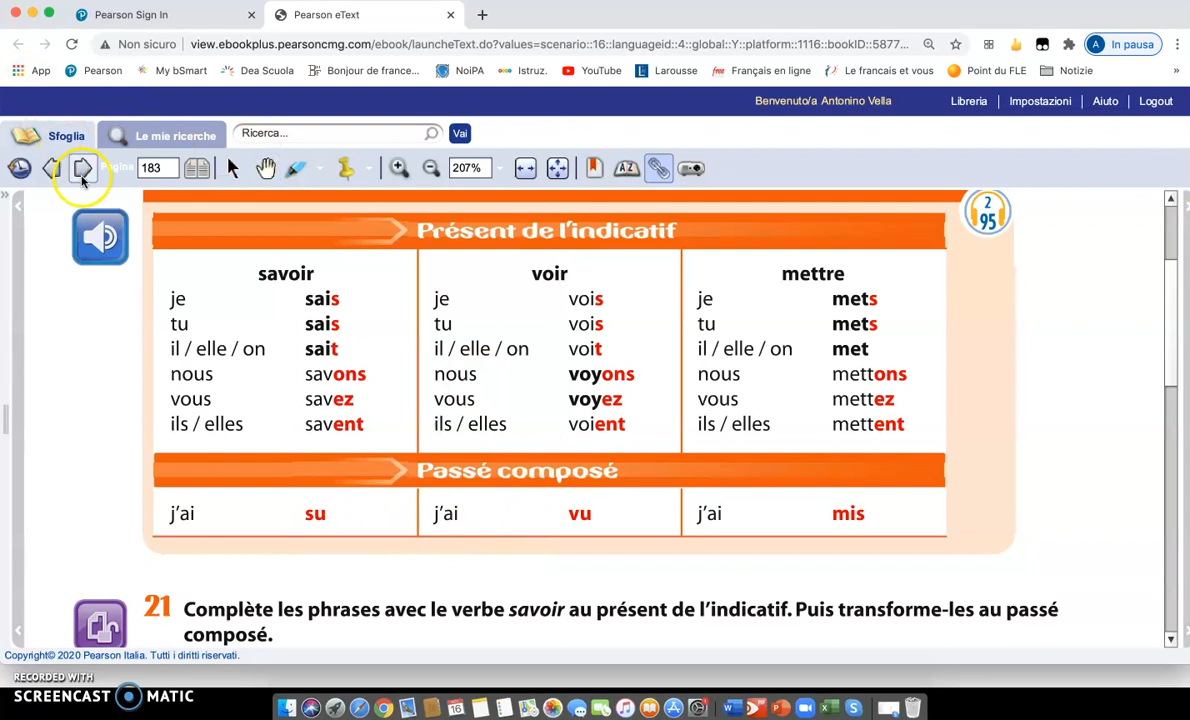 Pearson Sign In
Pearson eText
Non sicuro
view.ebookplus.pearsoncmg.com/ebook/launcheText.do?values=scenario::16::languageid::4::global::Y::platform::1116::bookID::5877...
A In pausa
App
Pearson
My bSmart
Dea Scuola
Bonjour de france...
NoiPA
Istruz.
YouTube
L Larousse
free Français en ligne
Le francais et vous
Point du FLE
Notizie
Benvenuto/a Antonino Vella
Libreria
Impostazioni
Aiuto
Logout
Sfoglia
Le mie ricerche
Ricerca...
Vai
Pagina
183
207%
AZ
2
95
Présent de l'indicatif
savoir voir mettre
je sais je vois je mets
tu sais tu vois tu mets
il / elle / on sait il / elle / on voit il / elle / on met
nous savons nous voyons nous mettons
vous savez vous voyez vous mettez
ils / elles savent ils / elles voient ils / elles mettent
Passé composé
j'ai su j'ai vu j'ai mis
21 Complète les phrases avec le verbe savoir au présent de l'indicatif. Puis transforme-les au passé
composé.
Copyright© 2020 Pearson Italia. Tutti i diritti riservati.
RECORDED WITH
SCREENCAST MATIC